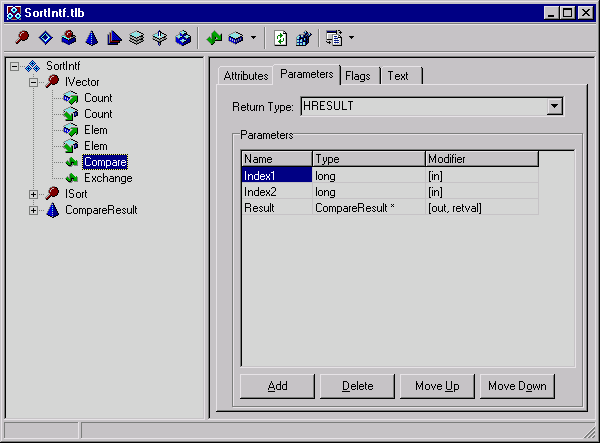 SortIntf.tlb
SortIntf
IVector
Count
Count
Elem
Elem
Compare
Exchange
ISort
CompareResult
Attributes Parameters Flags Text
Return Type: HRESULT
Parameters
Name Type Modifier
Index1 long [in]
Index2 long [in]
Result CompareResult * [out, retval]
Add Delete Move Up Move Down